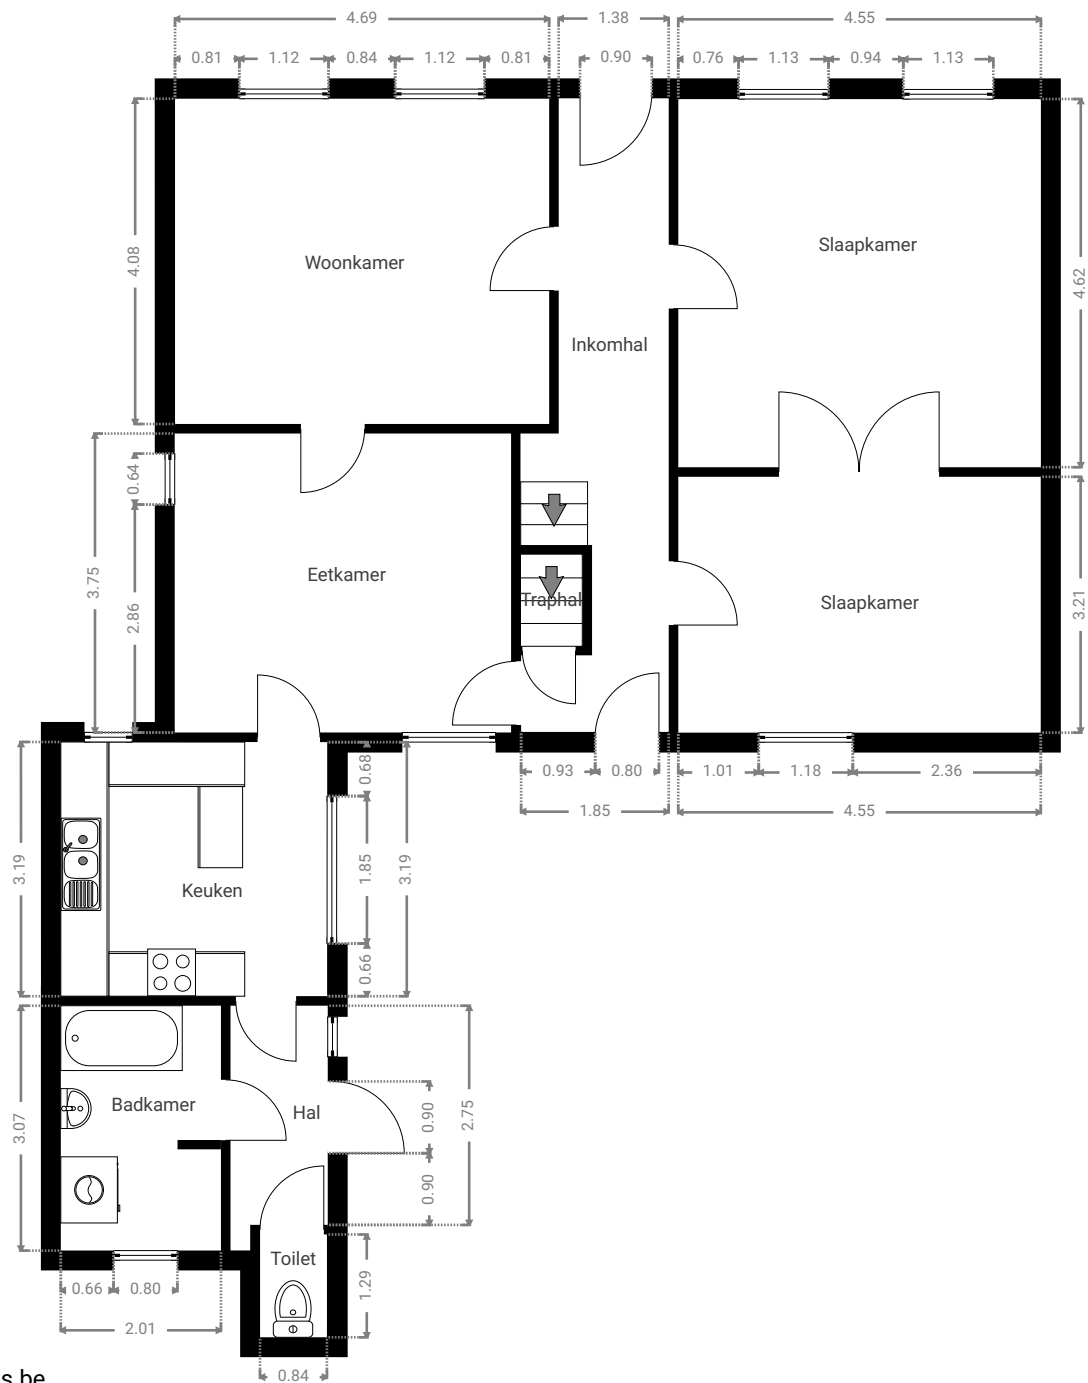 4.69 1.38 4.55
0.81 1.12 0.84 1.12 0.81 0.90 0.76 1.13 0.94 1.13
4.08
Woonkamer
Slaapkamer
4.62
Inkomhal
0.64
3.75
2.86
Eetkamer
Traphal
Slaapkamer
3.21
0.93 0.80 1.01 1.18 2.36
1.85 4.55
0.68
3.19
Keuken
1.85
3.19
0.66
3.07
Badkamer
Hal
0.90
2.75
0.90
Toilet
1.29
0.66 0.80
2.01
0.84
s be